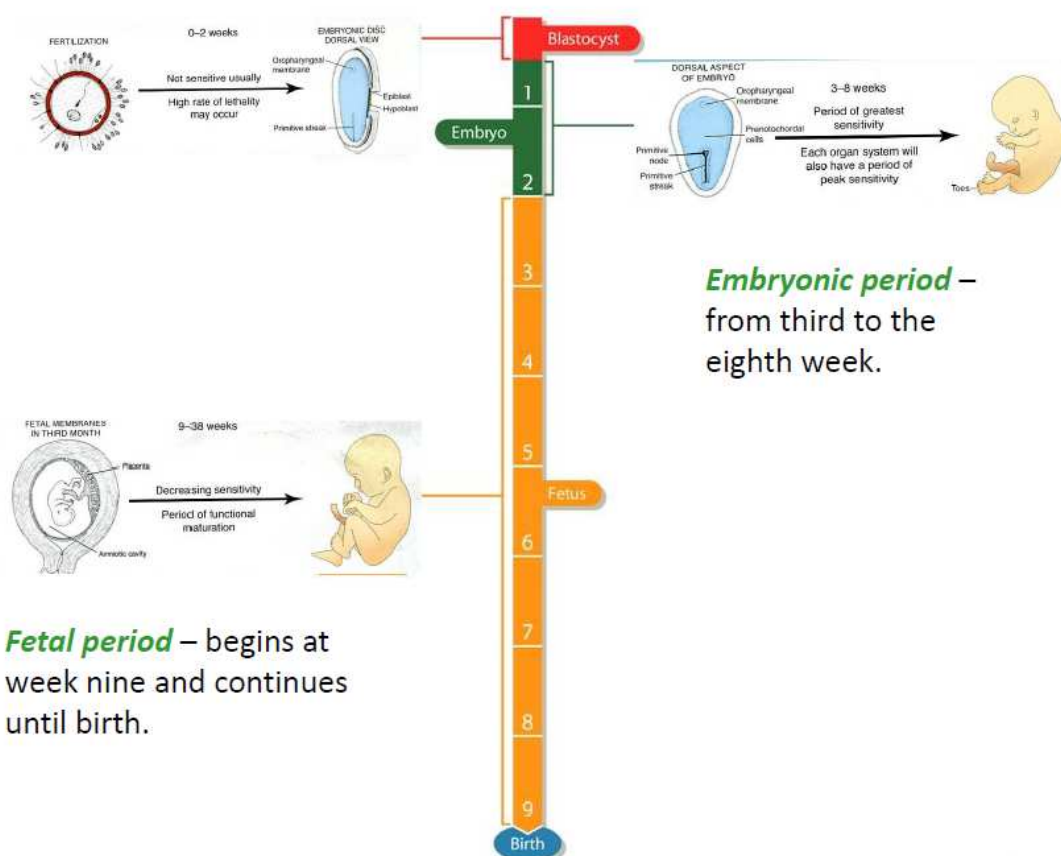 FERTILIZATION
0–2 weeks
Not sensitive usually
High rate of lethality
may occur
EMBRYONIC DISC
DORSAL VIEW
Oropharyngeal
membrane
Epiblast
Hypoblast
Primitive streak
Blastocyst
1
Embryo
2
DORSAL ASPECT
OF EMBRYO
Oropharyngeal
membrane
Prenotochordal
cells
Primitive
node
Primitive
streak
3–8 weeks
Period of greatest
sensitivity
Each organ system will
also have a period of
peak sensitivity
Toes
Embryonic period –
from third to the
eighth week.
3
4
5
FETAL MEMBRANES
IN THIRD MONTH
Placenta
Amniotic cavity
9–38 weeks
Decreasing sensitivity
Period of functional
maturation
Fetus
6
7
8
9
Birth
Fetal period – begins at
week nine and continues
until birth.